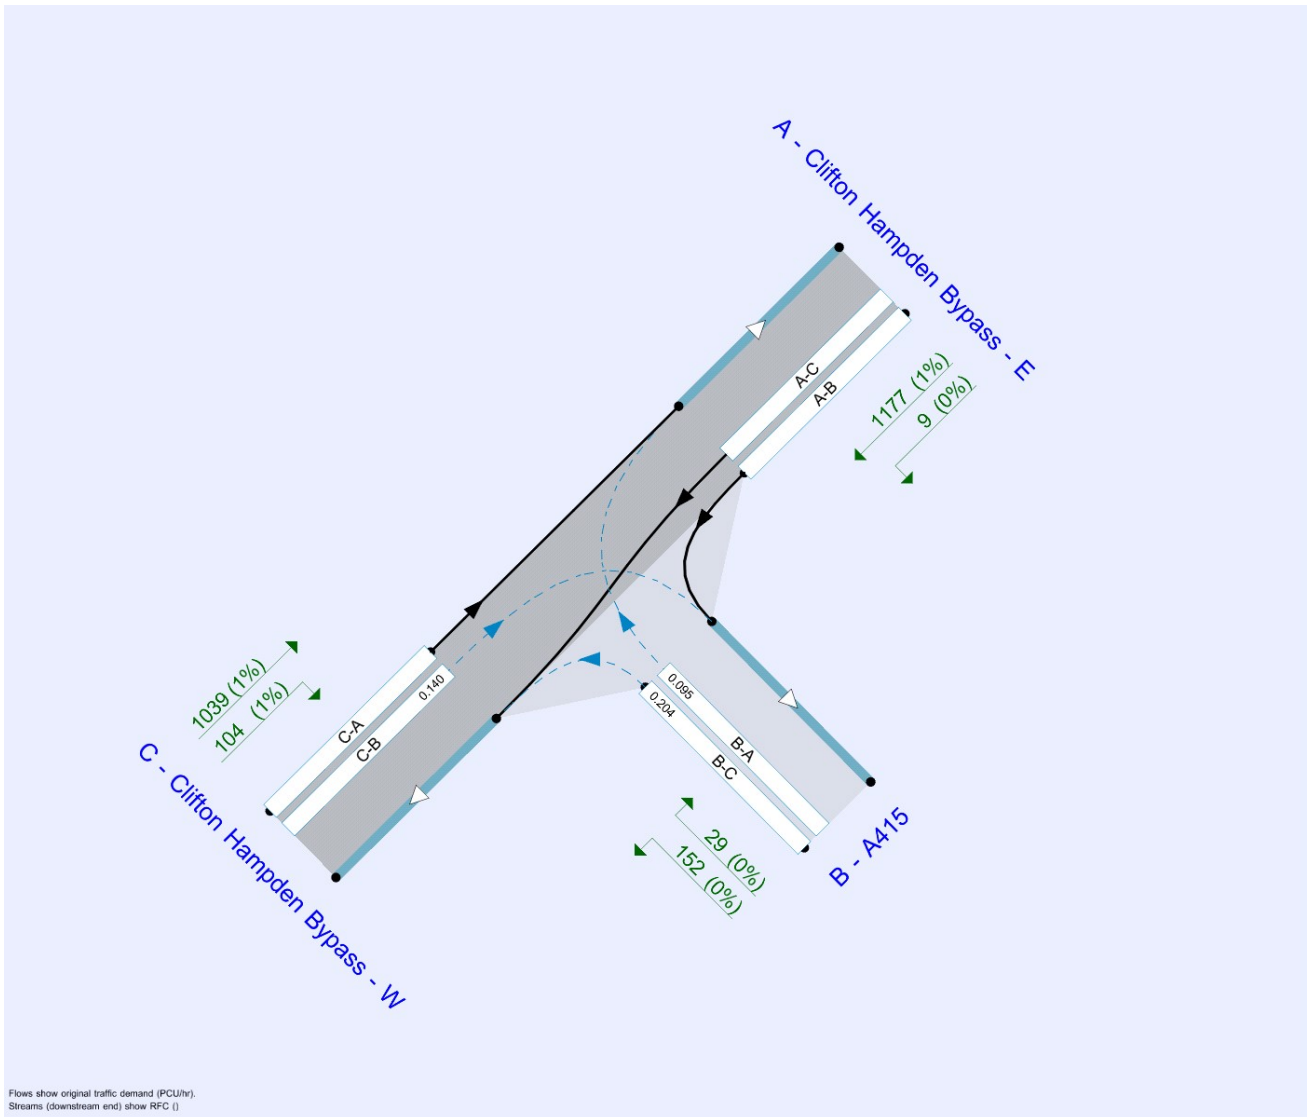 A - Clifton Hampden Bypass - E
A-C
A-B
1177 (1%)
9 (0%)
1039 (1%)
104 (1%)
0.140
C-A
C-B
C - Clifton Hampden Bypass - W
0.095
0.204
B-A
B-C
29 (0%)
152 (0%)
B - A415
Flows show original traffic demand (PCU/hr).
Streams (downstream end) show RFC ()